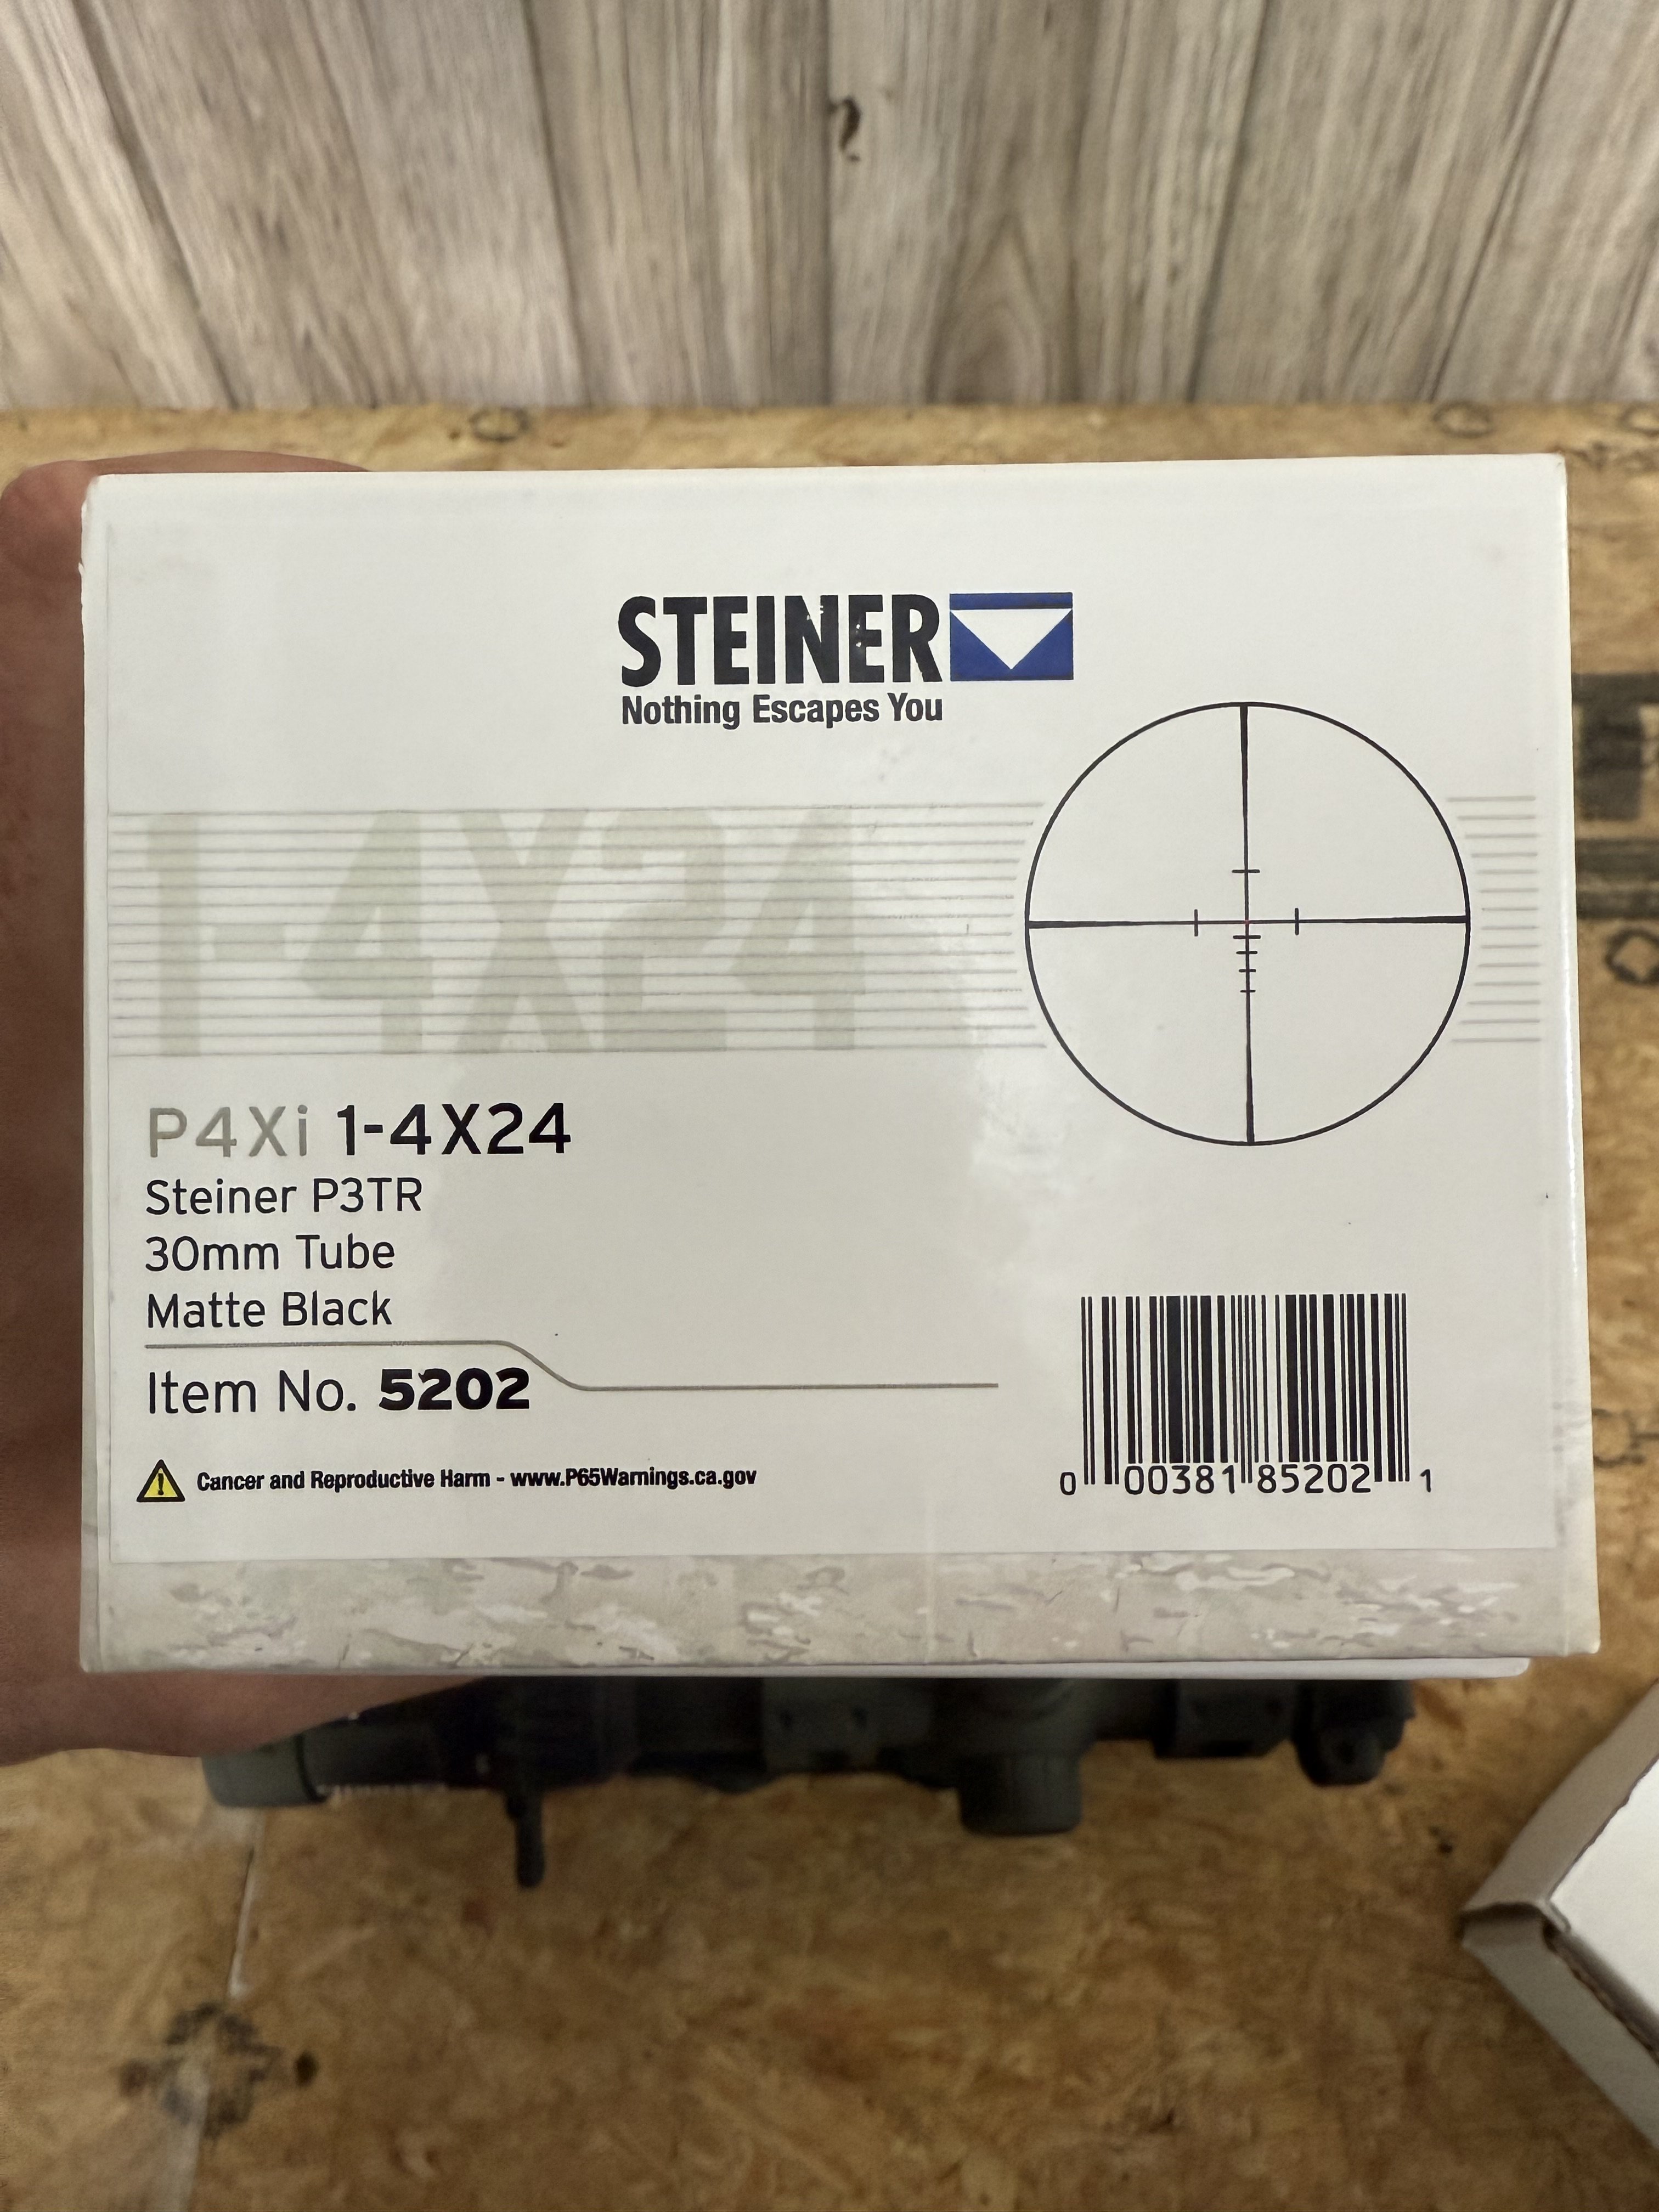 STEINER
Nothing Escapes You
1-4X24
P4Xi 1-4X24
Steiner P3TR
30mm Tube
Matte Black
Item No. 5202
Cancer and Reproductive Harm - www.P65Warnings.ca.gov
0 00381 85202 1